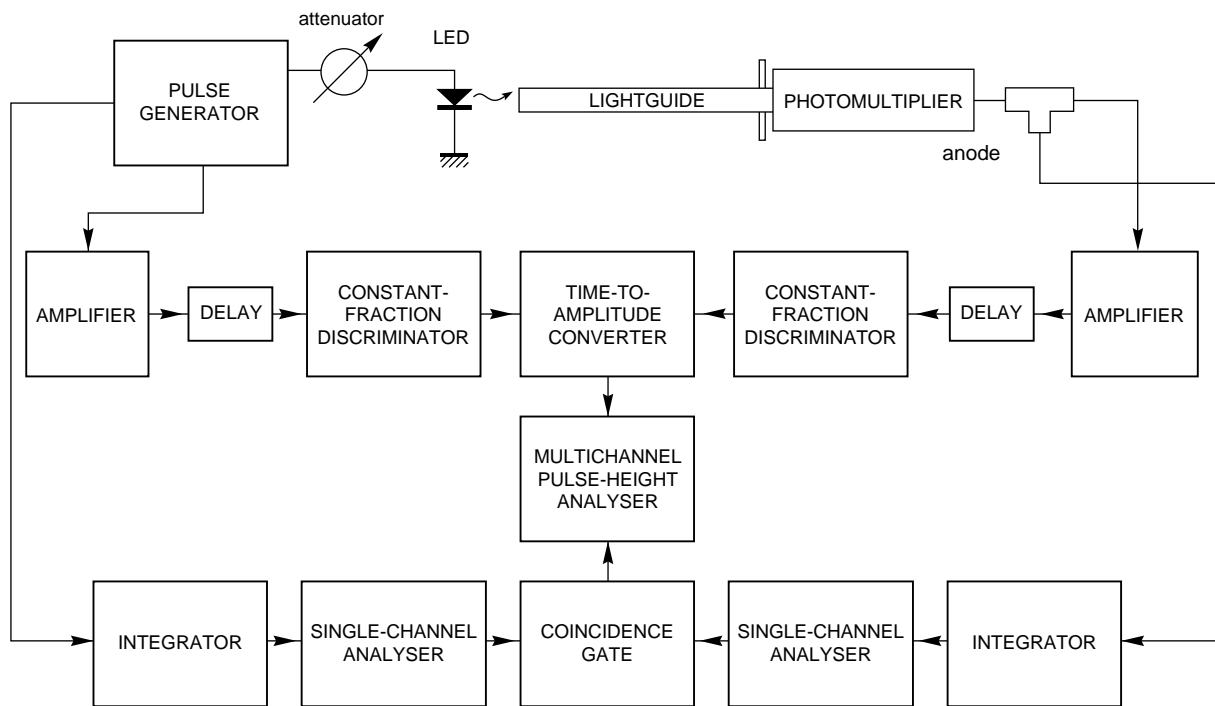 attenuator
LED
PULSE
GENERATOR
LIGHTGUIDE
PHOTOMULTIPLIER
anode
AMPLIFIER
DELAY
CONSTANT-
FRACTION
DISCRIMINATOR
TIME-TO-
AMPLITUDE
CONVERTER
CONSTANT-
FRACTION
DISCRIMINATOR
DELAY
AMPLIFIER
MULTICHANNEL
PULSE-HEIGHT
ANALYSER
INTEGRATOR
SINGLE-CHANNEL
ANALYSER
COINCIDENCE
GATE
SINGLE-CHANNEL
ANALYSER
INTEGRATOR